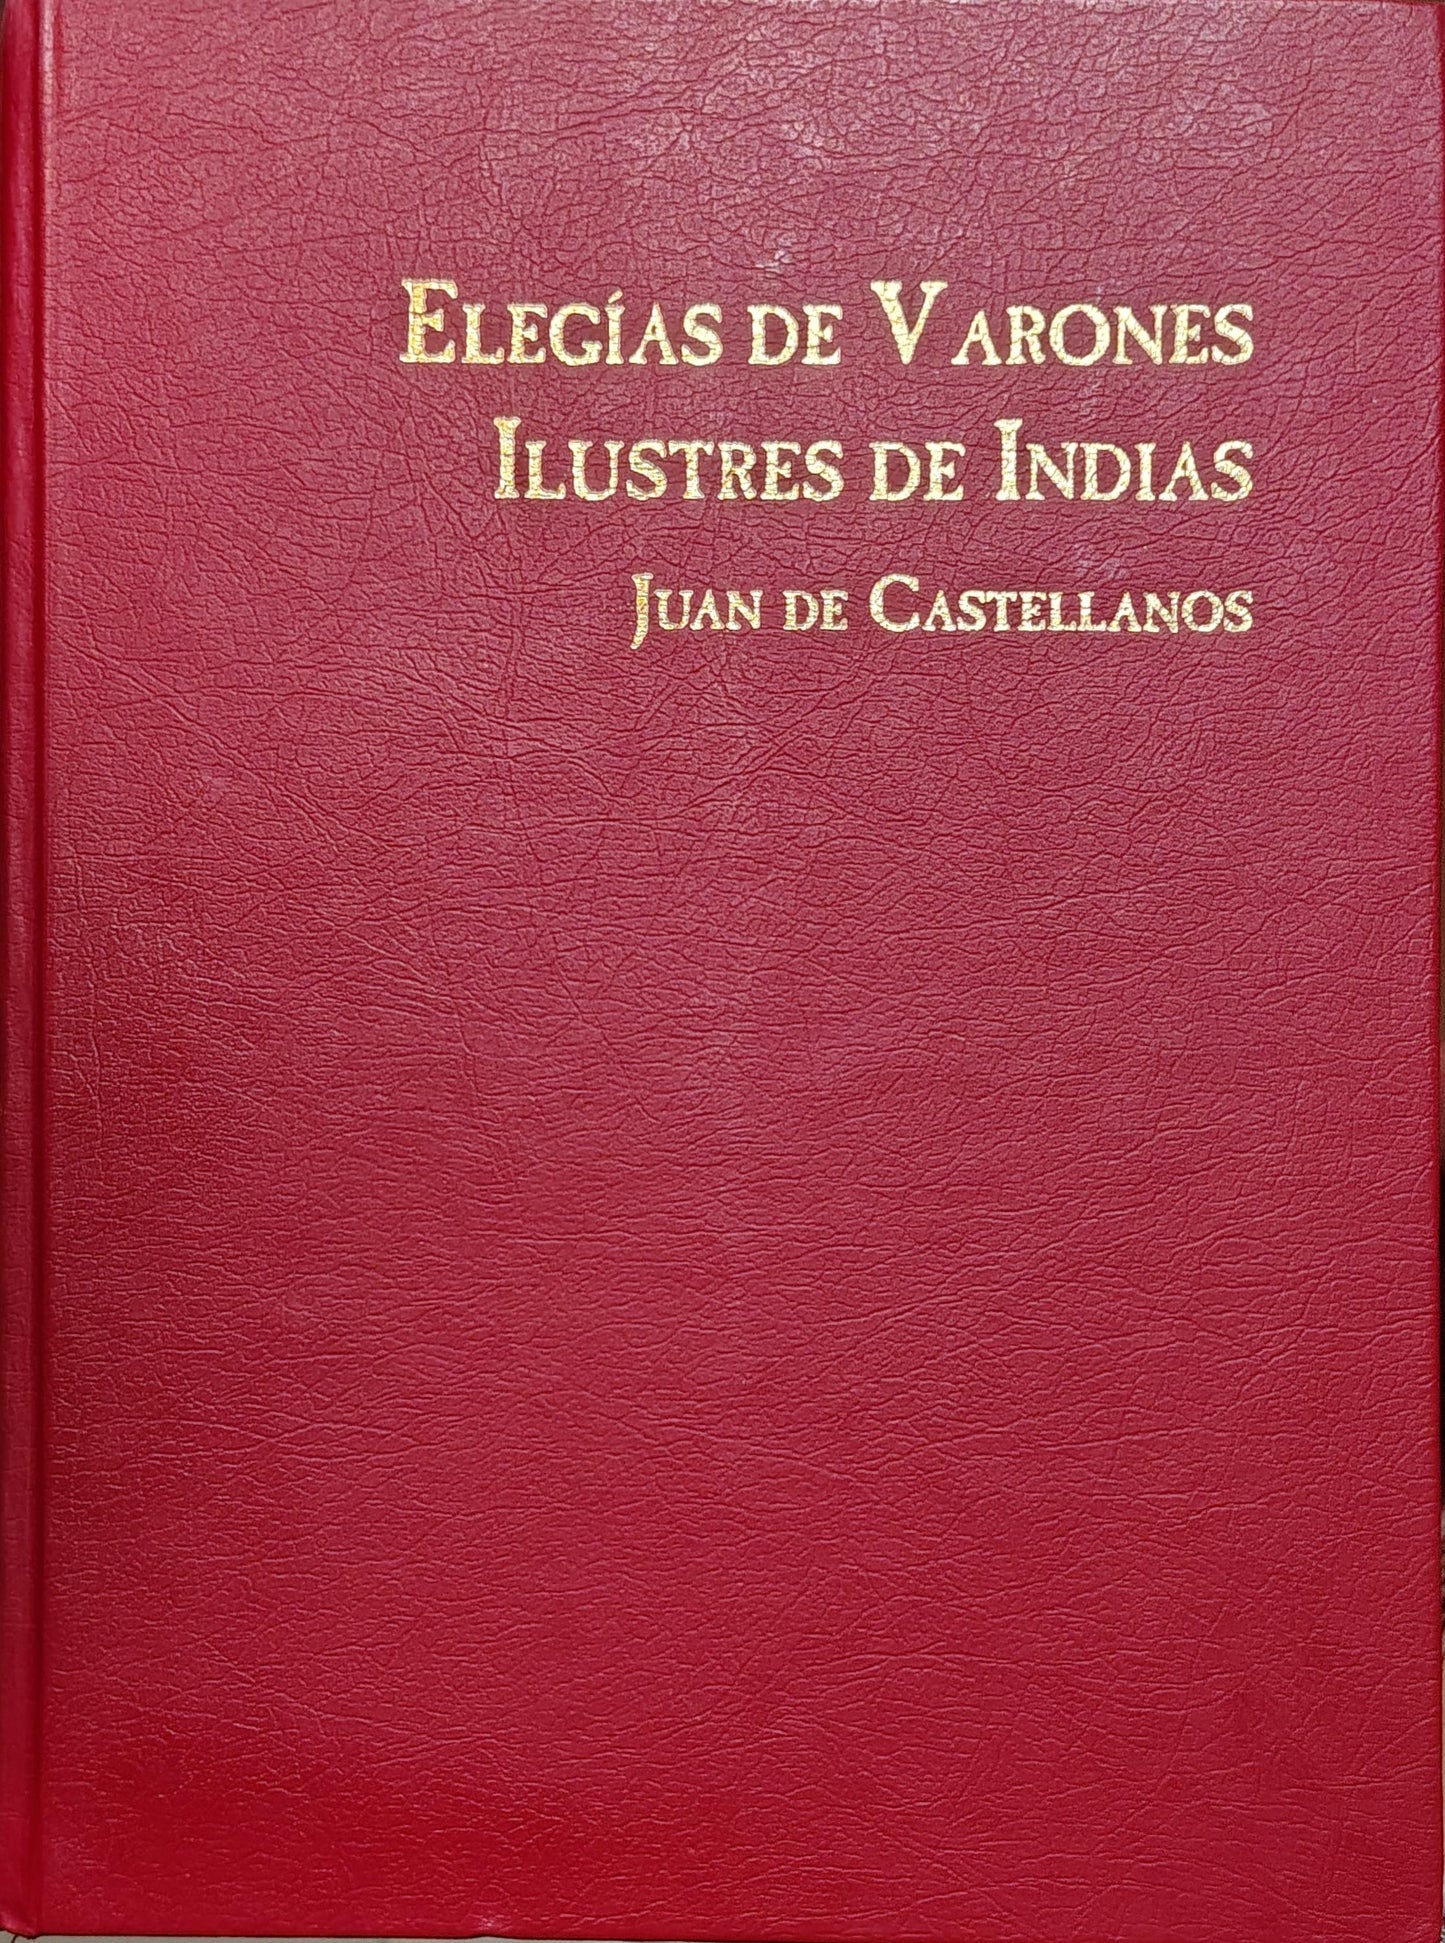 Elegías de Varones
Ilustres de Indias
Juan de Castellanos